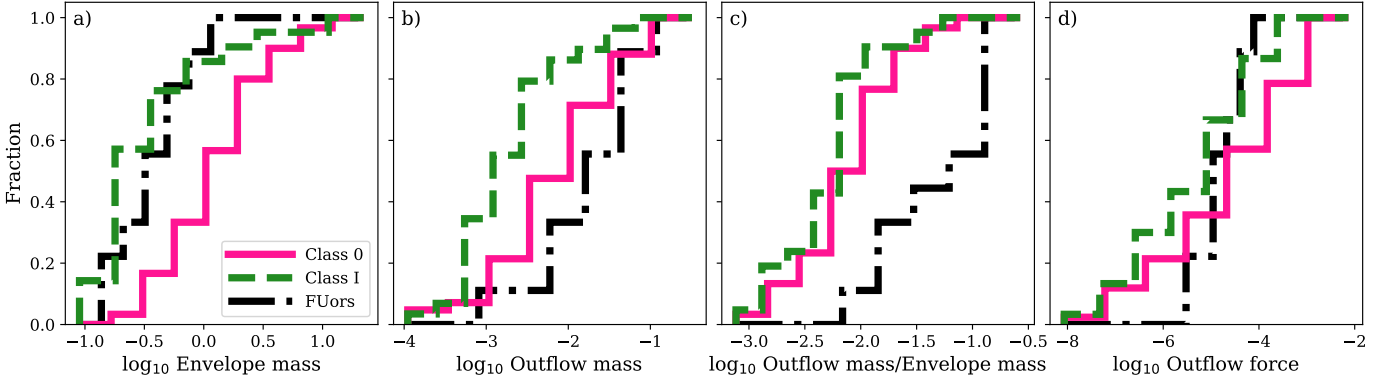 a)
b)
c)
d)
Fraction
1.0
0.8
0.6
0.4
0.2
0.0
Class 0
Class I
FUors
−1.0 −0.5 0.0 0.5 1.0
−4 −3 −2 −1
−3.0 −2.5 −2.0 −1.5 −1.0 −0.5
−8 −6 −4 −2
log₁₀ Envelope mass
log₁₀ Outflow mass
log₁₀ Outflow mass/Envelope mass
log₁₀ Outflow force